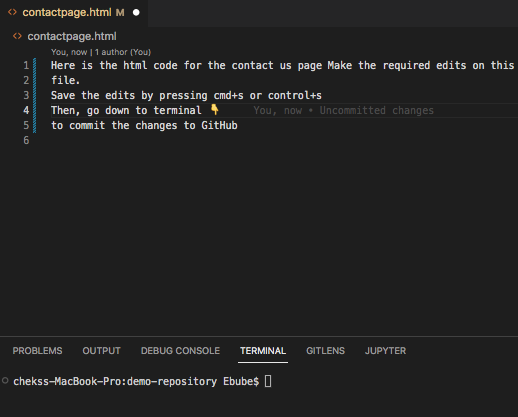 <> contactpage.html M ●
<> contactpage.html
You, now | 1 author (You)
1 Here is the html code for the contact us page Make the required edits on this
2 file.
3 Save the edits by pressing cmd+s or control+s
4 Then, go down to terminal 👇 You, now • Uncommitted changes
5 to commit the changes to GitHub
6
PROBLEMS OUTPUT DEBUG CONSOLE TERMINAL GITLENS JUPYTER
chekss-MacBook-Pro:demo-repository Ebube$